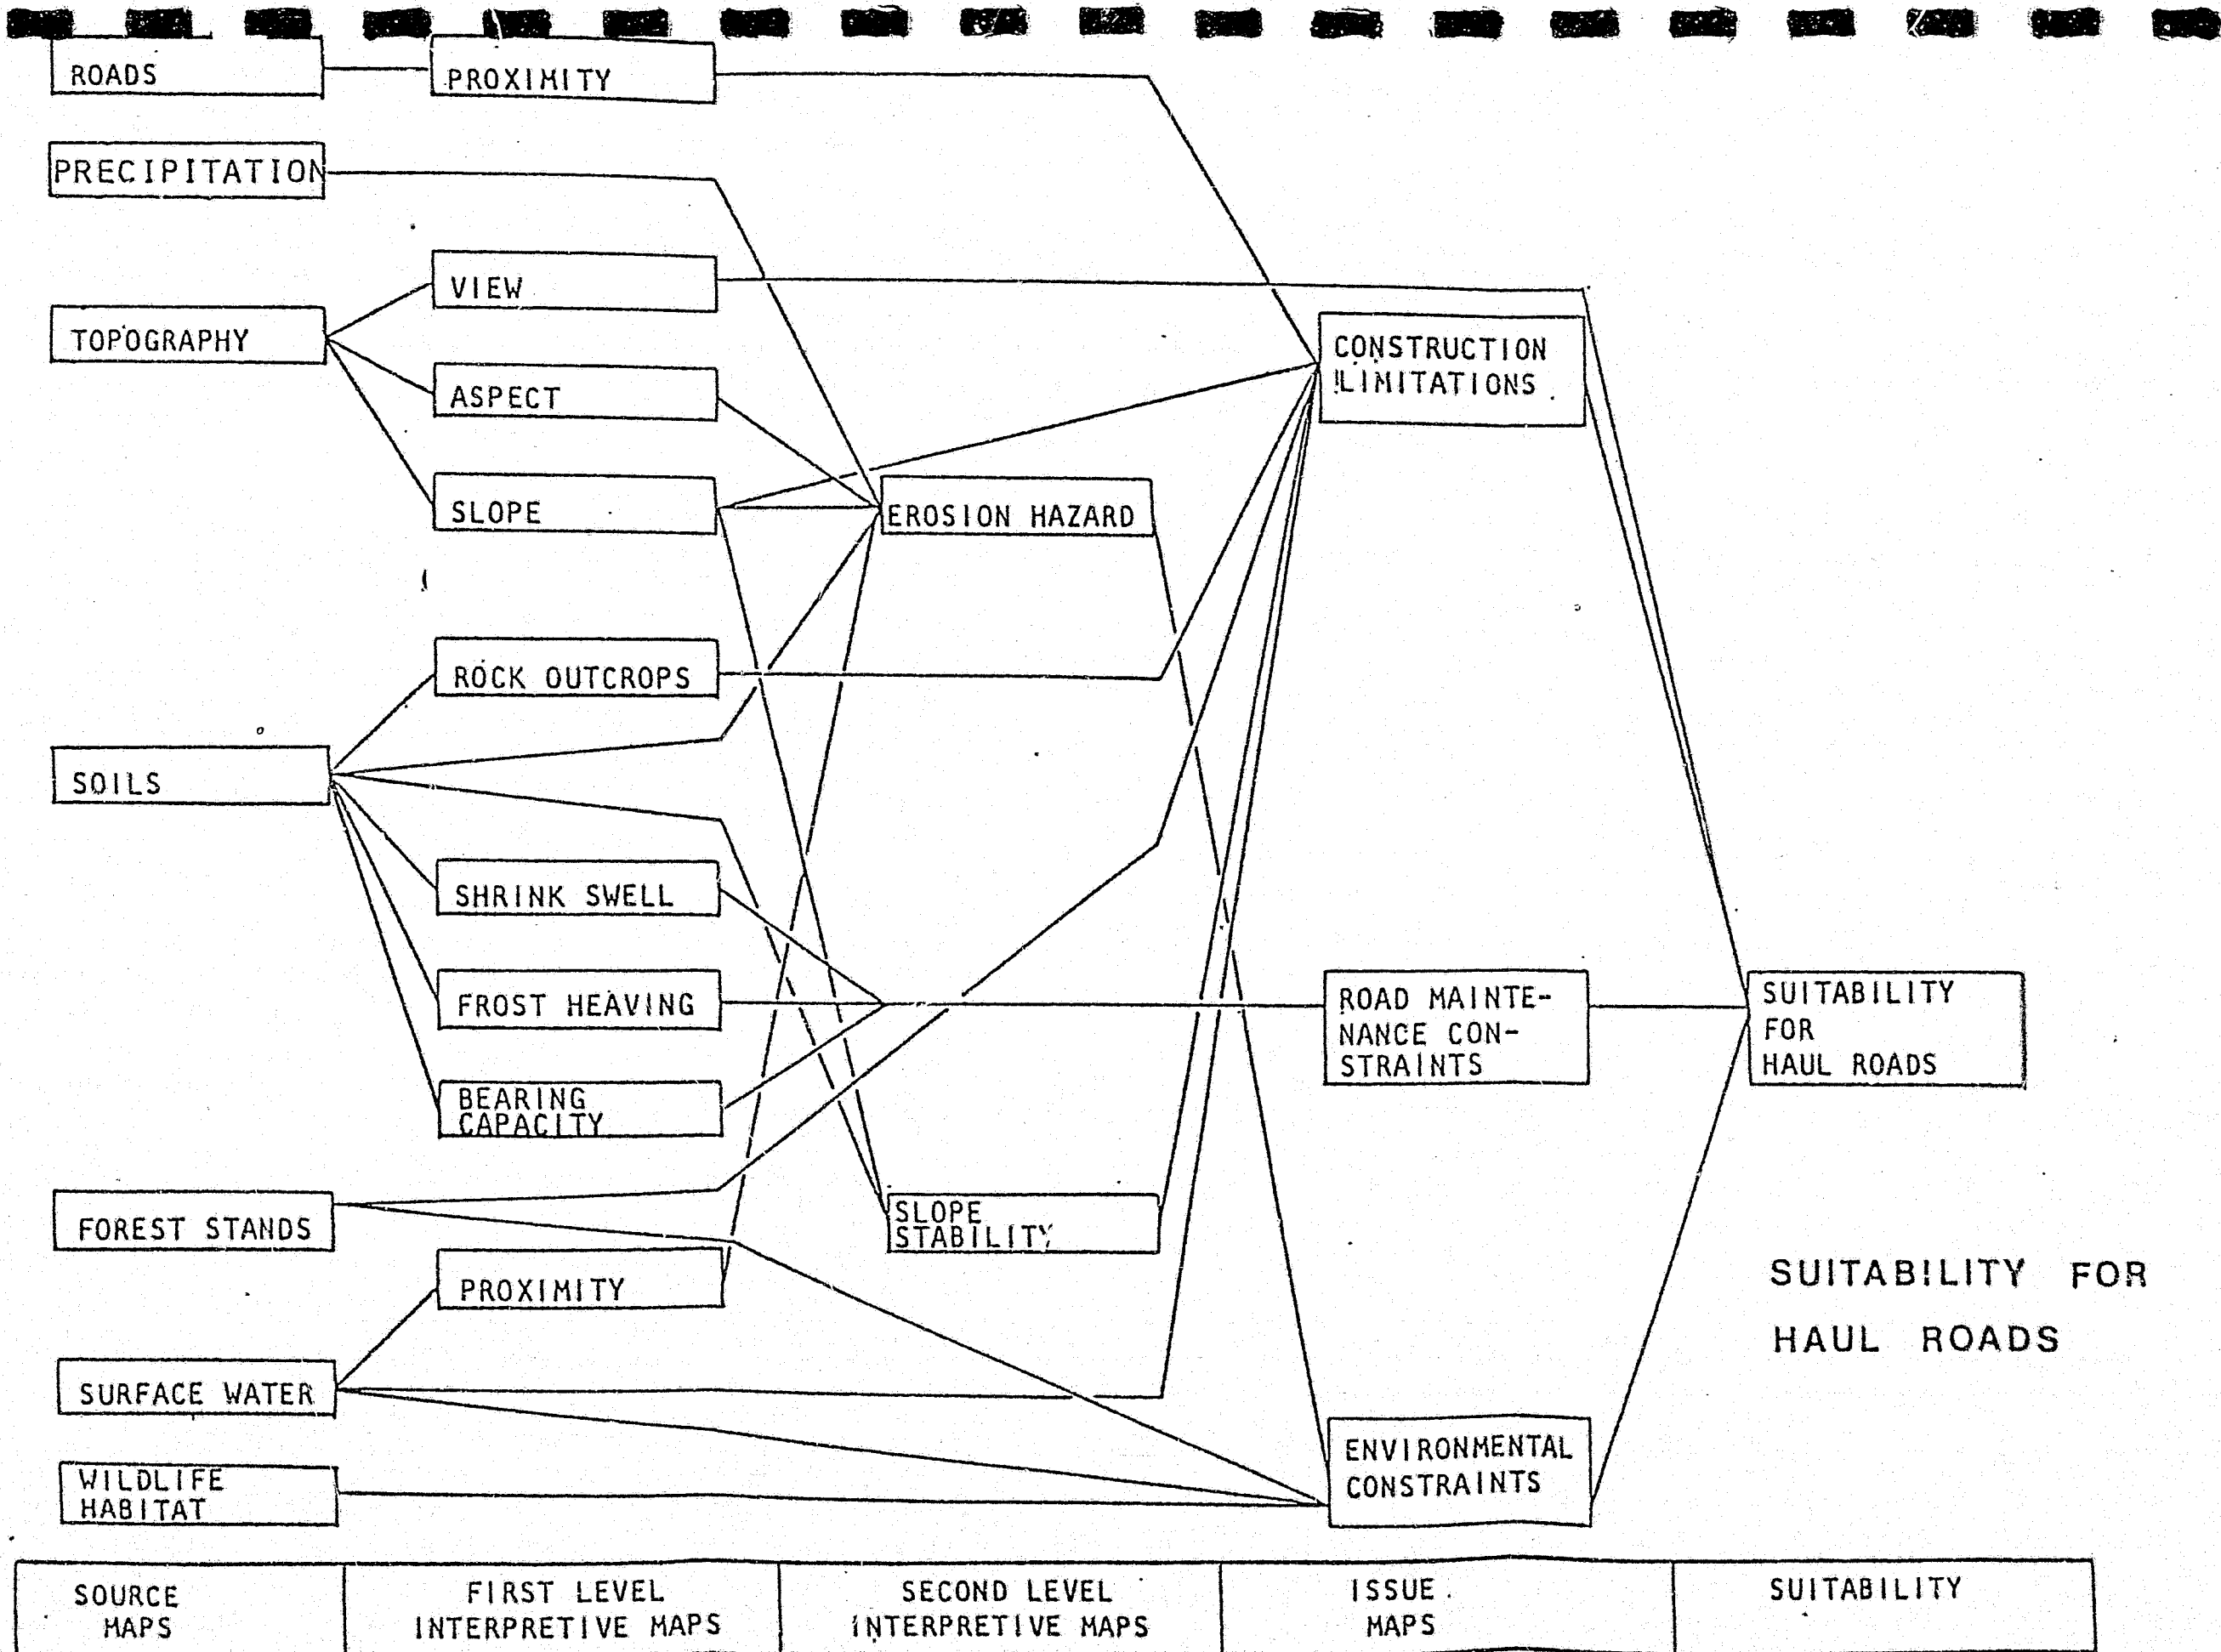 ROADS
PROXIMITY
PRECIPITATION
VIEW
TOPOGRAPHY
CONSTRUCTION
LIMITATIONS
ASPECT
SLOPE
EROSION HAZARD
ROCK OUTCROPS
SOILS
SHRINK SWELL
FROST HEAVING
ROAD MAINTE-
NANCE CON-
STRAINTS
SUITABILITY
FOR
HAUL ROADS
BEARING
CAPACITY
FOREST STANDS
SLOPE
STABILITY
PROXIMITY
SUITABILITY FOR
HAUL ROADS
SURFACE WATER
ENVIRONMENTAL
CONSTRAINTS
WILDLIFE
HABITAT
SOURCE
MAPS
FIRST LEVEL
INTERPRETIVE MAPS
SECOND LEVEL
INTERPRETIVE MAPS
ISSUE
MAPS
SUITABILITY